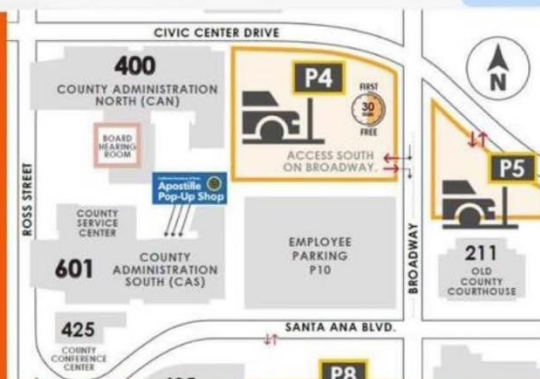 CIVIC CENTER DRIVE
400
COUNTY ADMINISTRATION
NORTH (CAN)
BOARD
HEARING
ROOM
P4
FIRST
30
FREE
ACCESS SOUTH
ON BROADWAY.
N
P5
ROSS STREET
Apostille
Pop-Up Shop
COUNTY
SERVICE
CENTER
601
COUNTY
ADMINISTRATION
SOUTH (CAS)
EMPLOYEE
PARKING
P10
BROADWAY
211
OLD
COUNTY
COURTHOUSE
425
COUNTY
CONFERENCE
CENTER
SANTA ANA BLVD.
P8